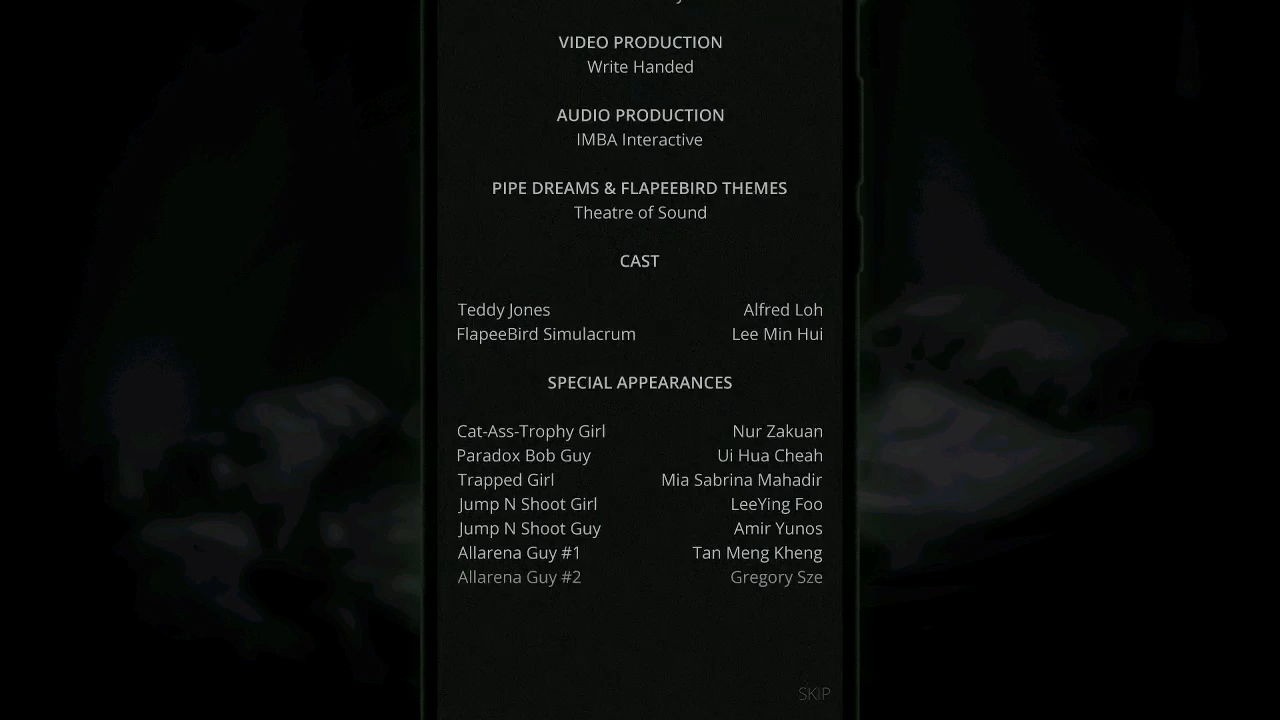 VIDEO PRODUCTION
Write Handed
AUDIO PRODUCTION
IMBA Interactive
PIPE DREAMS & FLAPEEBIRD THEMES
Theatre of Sound
CAST
Teddy Jones Alfred Loh
FlapeeBird Simulacrum Lee Min Hui
SPECIAL APPEARANCES
Cat-Ass-Trophy Girl Nur Zakuan
Paradox Bob Guy Ui Hua Cheah
Trapped Girl Mia Sabrina Mahadir
Jump N Shoot Girl LeeYing Foo
Jump N Shoot Guy Amir Yunos
Allarena Guy #1 Tan Meng Kheng
Allarena Guy #2 Gregory Sze
SKIP